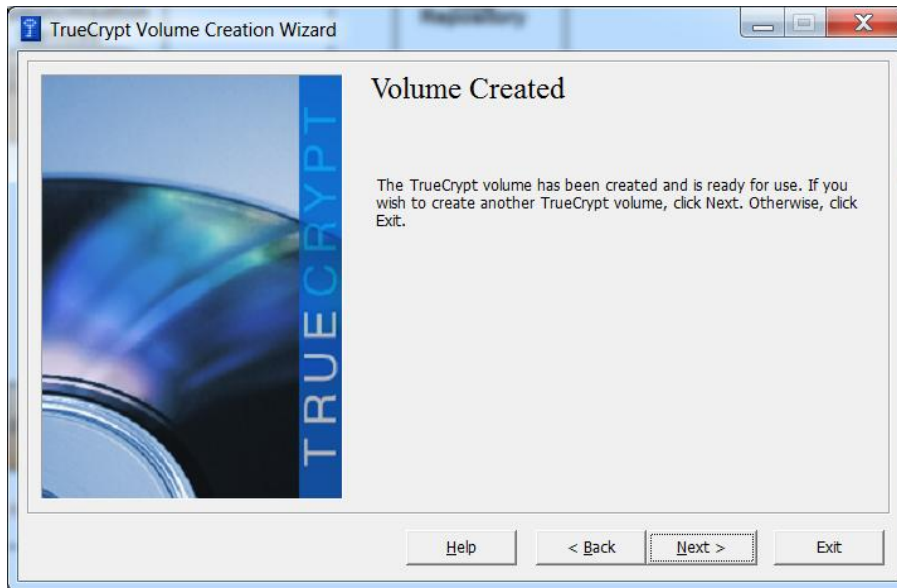 Repository
TrueCrypt Volume Creation Wizard
Volume Created
The TrueCrypt volume has been created and is ready for use. If you
wish to create another TrueCrypt volume, click Next. Otherwise, click
Exit.
TRUECRYPT
Help
< Back
Next >
Exit